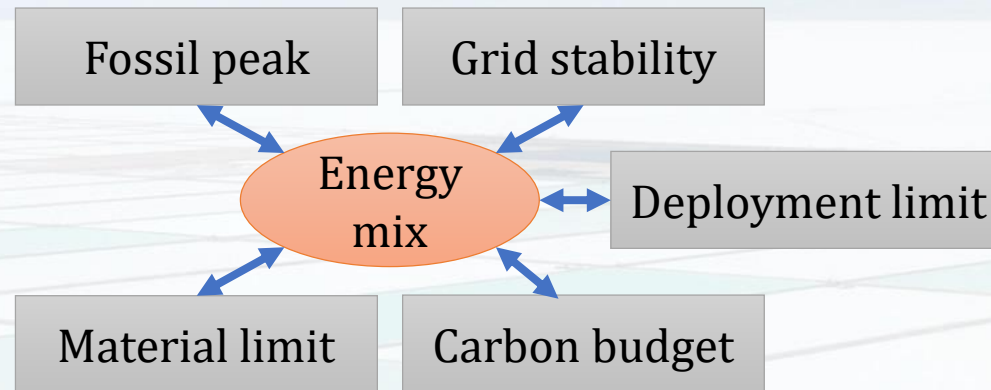 Fossil peak
Grid stability
Energy
mix
Deployment limit
Material limit
Carbon budget